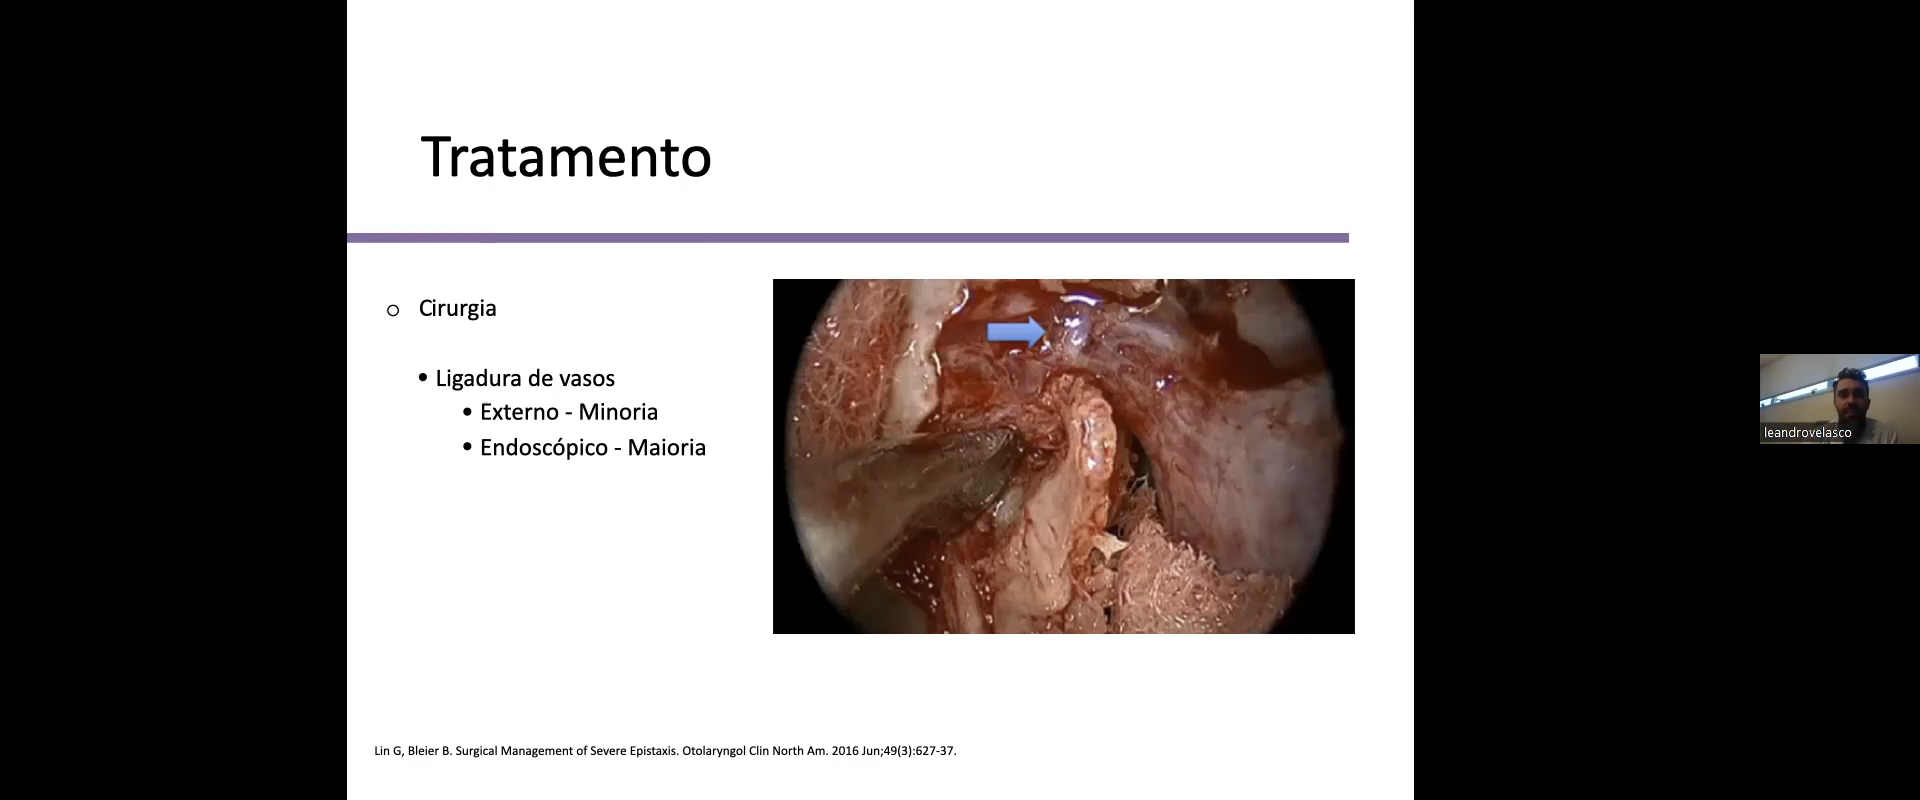 Tratamento
Cirurgia
Ligadura de vasos
Externo - Minoria
Endoscópico - Maioria
leandrovelasco
Lin G, Bleier B. Surgical Management of Severe Epistaxis. Otolaryngol Clin North Am. 2016 Jun;49(3):627-37.